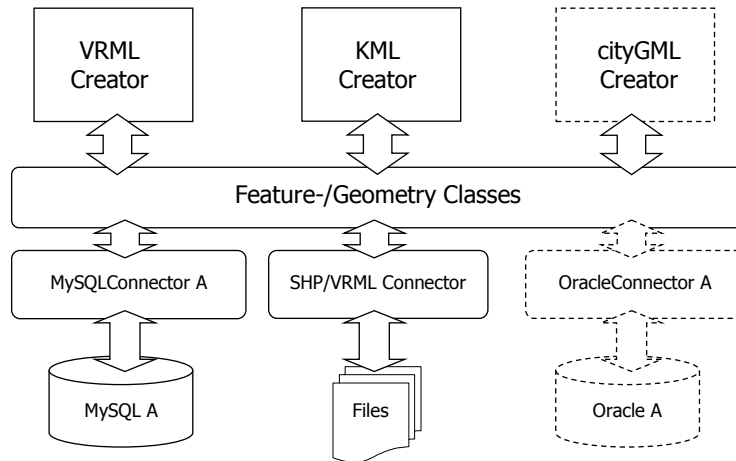 VRML
Creator
KML
Creator
cityGML
Creator
Feature-/Geometry Classes
MySQLConnector A
SHP/VRML Connector
OracleConnector A
MySQL A
Files
Oracle A